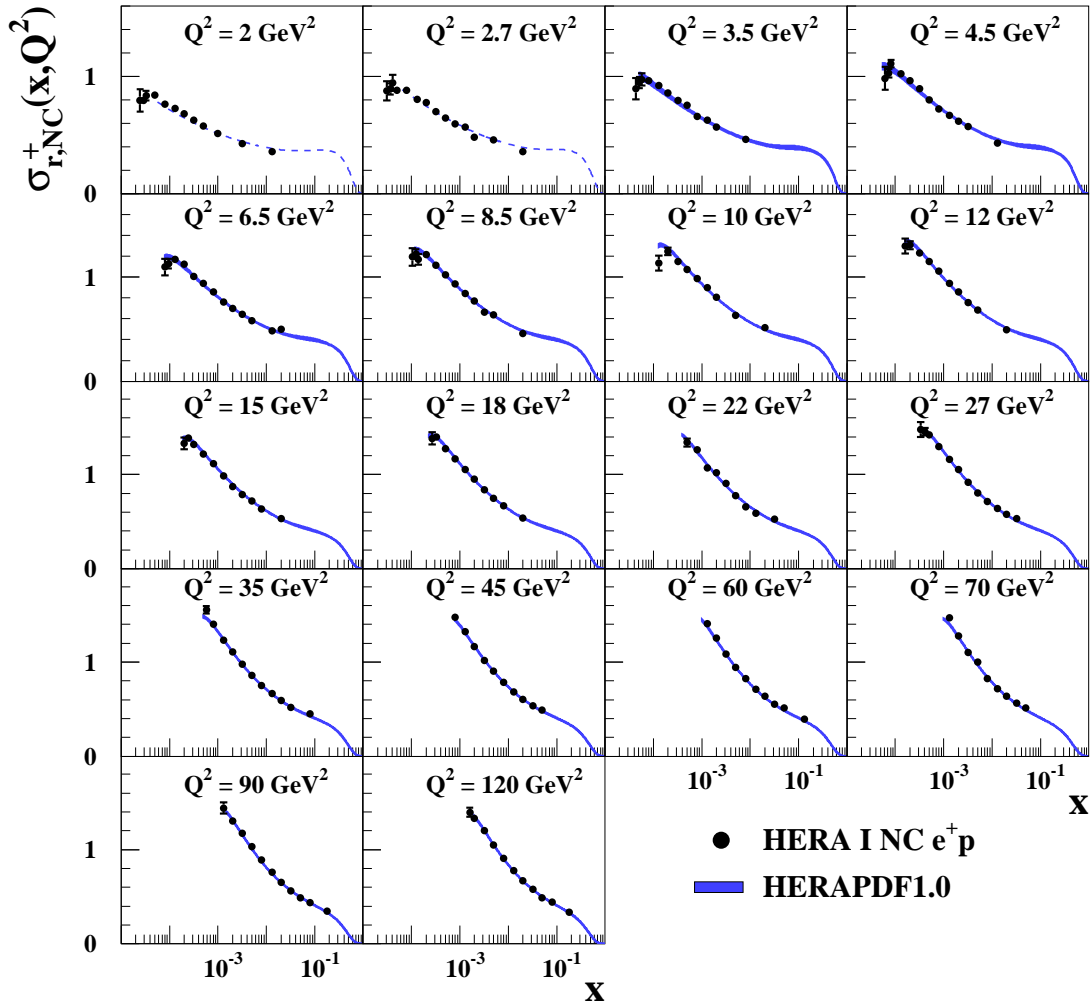 σ⁺r,NC(x,Q²)
Q² = 2 GeV²
Q² = 2.7 GeV²
Q² = 3.5 GeV²
Q² = 4.5 GeV²
1
0
Q² = 6.5 GeV²
Q² = 8.5 GeV²
Q² = 10 GeV²
Q² = 12 GeV²
1
0
Q² = 15 GeV²
Q² = 18 GeV²
Q² = 22 GeV²
Q² = 27 GeV²
1
0
Q² = 35 GeV²
Q² = 45 GeV²
Q² = 60 GeV²
Q² = 70 GeV²
1
0
10⁻³ 10⁻¹ 10⁻³ 10⁻¹
x
Q² = 90 GeV²
Q² = 120 GeV²
1
0
10⁻³ 10⁻¹ 10⁻³ 10⁻¹
x
HERA I NC e⁺p
HERAPDF1.0